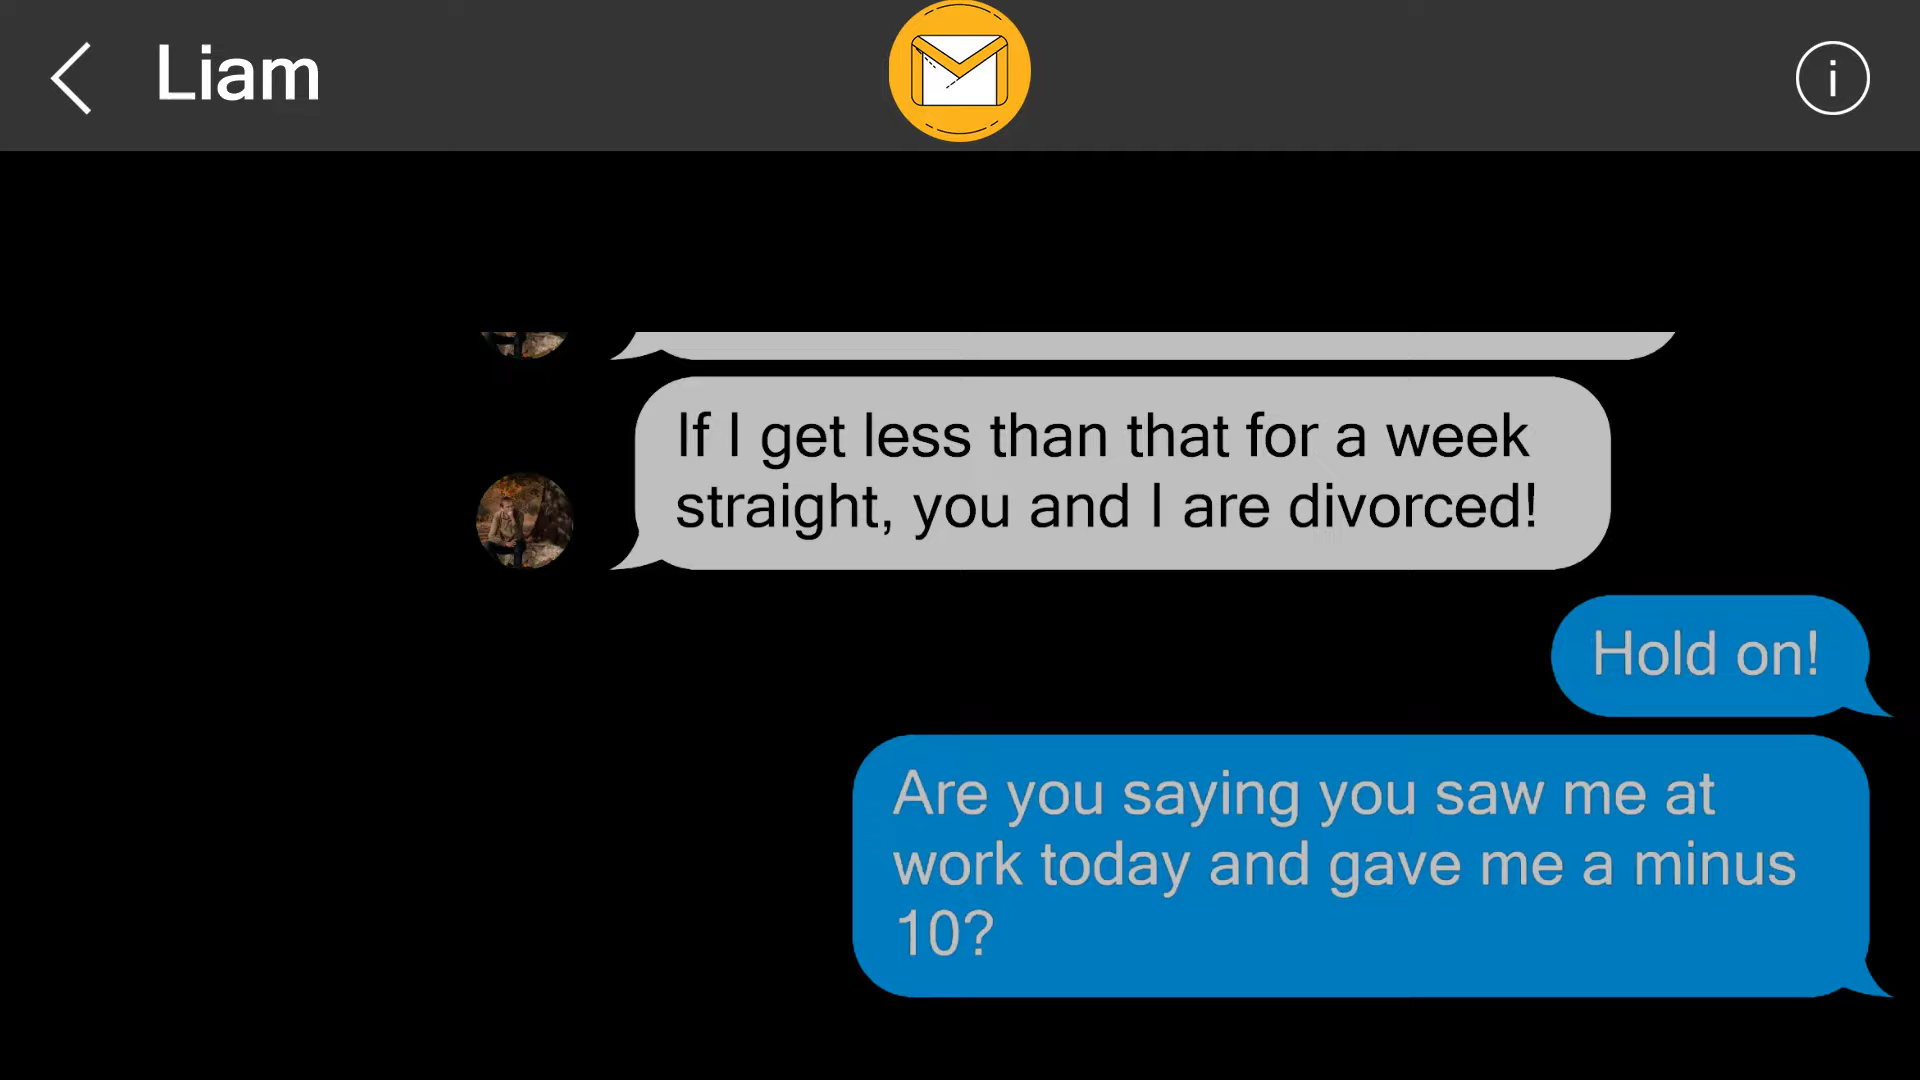 Liam
If I get less than that for a week
straight, you and I are divorced!
Hold on!
Are you saying you saw me at
work today and gave me a minus
10?